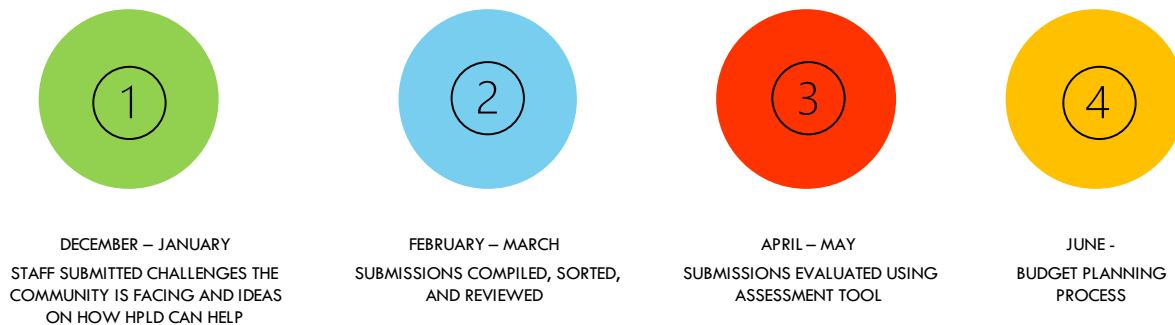 1
DECEMBER – JANUARY
STAFF SUBMITTED CHALLENGES THE
COMMUNITY IS FACING AND IDEAS
ON HOW HPLD CAN HELP
2
FEBRUARY – MARCH
SUBMISSIONS COMPILED, SORTED,
AND REVIEWED
3
APRIL – MAY
SUBMISSIONS EVALUATED USING
ASSESSMENT TOOL
4
JUNE -
BUDGET PLANNING
PROCESS